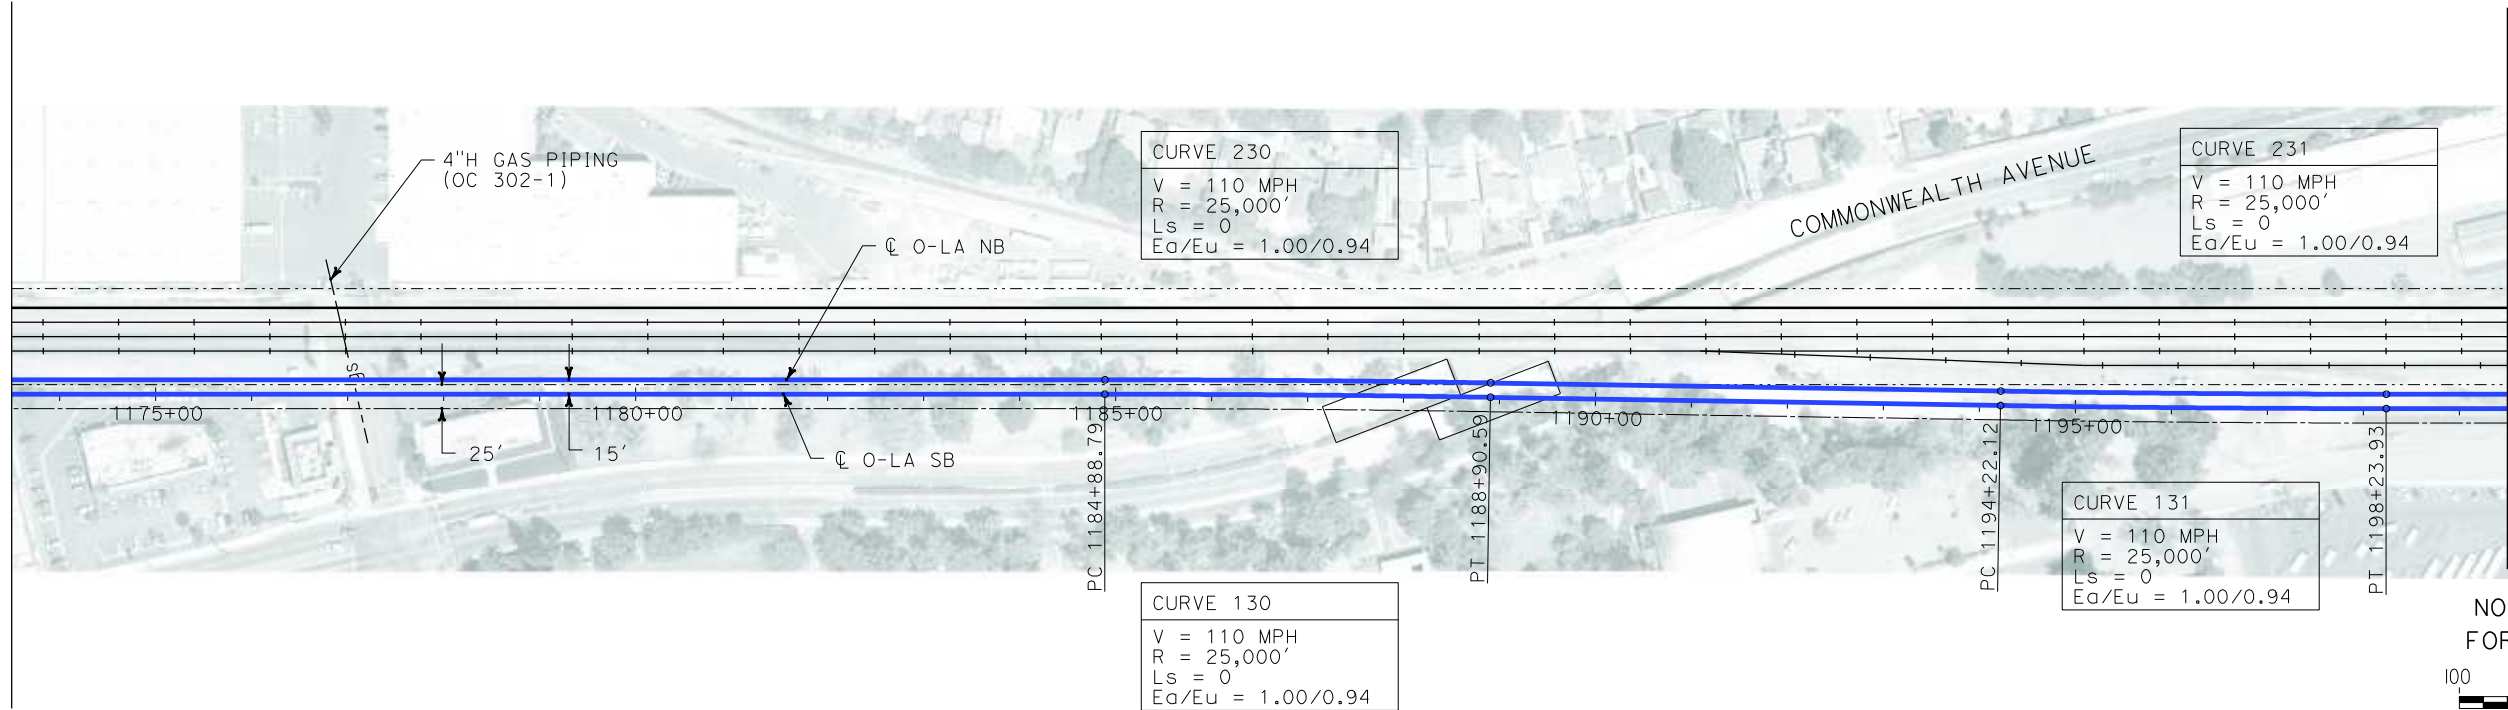 4"H GAS PIPING
(OC 302-1)
CURVE 230
V = 110 MPH
R = 25,000'
Ls = 0
Ea/Eu = 1.00/0.94
COMMONWEALTH AVENUE
CURVE 231
V = 110 MPH
R = 25,000'
Ls = 0
Ea/Eu = 1.00/0.94
℄ O-LA NB
1175+00
1180+00
1185+00
1190+00
1195+00
25'
15'
℄ O-LA SB
PC 1184+88.79
PT 1188+90.59
PC 1194+22.12
PT 1198+23.93
CURVE 131
V = 110 MPH
R = 25,000'
Ls = 0
Ea/Eu = 1.00/0.94
CURVE 130
V = 110 MPH
R = 25,000'
Ls = 0
Ea/Eu = 1.00/0.94
NO
FOR
100